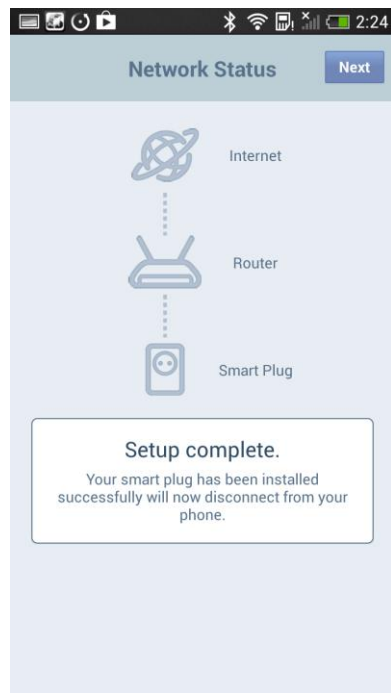 2:24
Network Status
Next
Internet
Router
Smart Plug
Setup complete.
Your smart plug has been installed
successfully will now disconnect from your
phone.